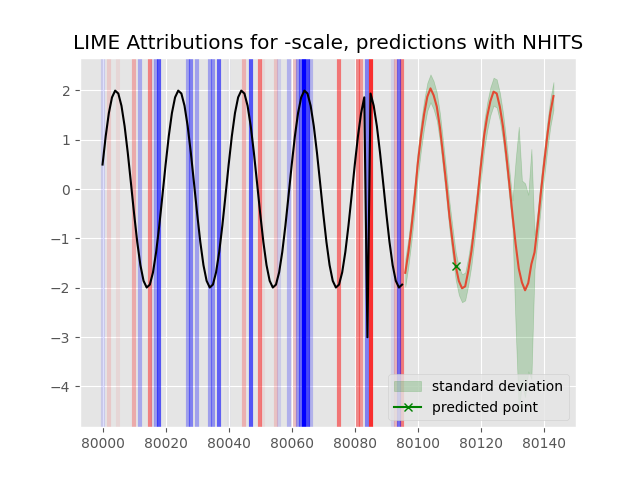 LIME Attributions for -scale, predictions with NHITS
2
1
0
−1
−2
−3
−4
80000 80020 80040 80060 80080 80100 80120 80140
standard deviation
predicted point